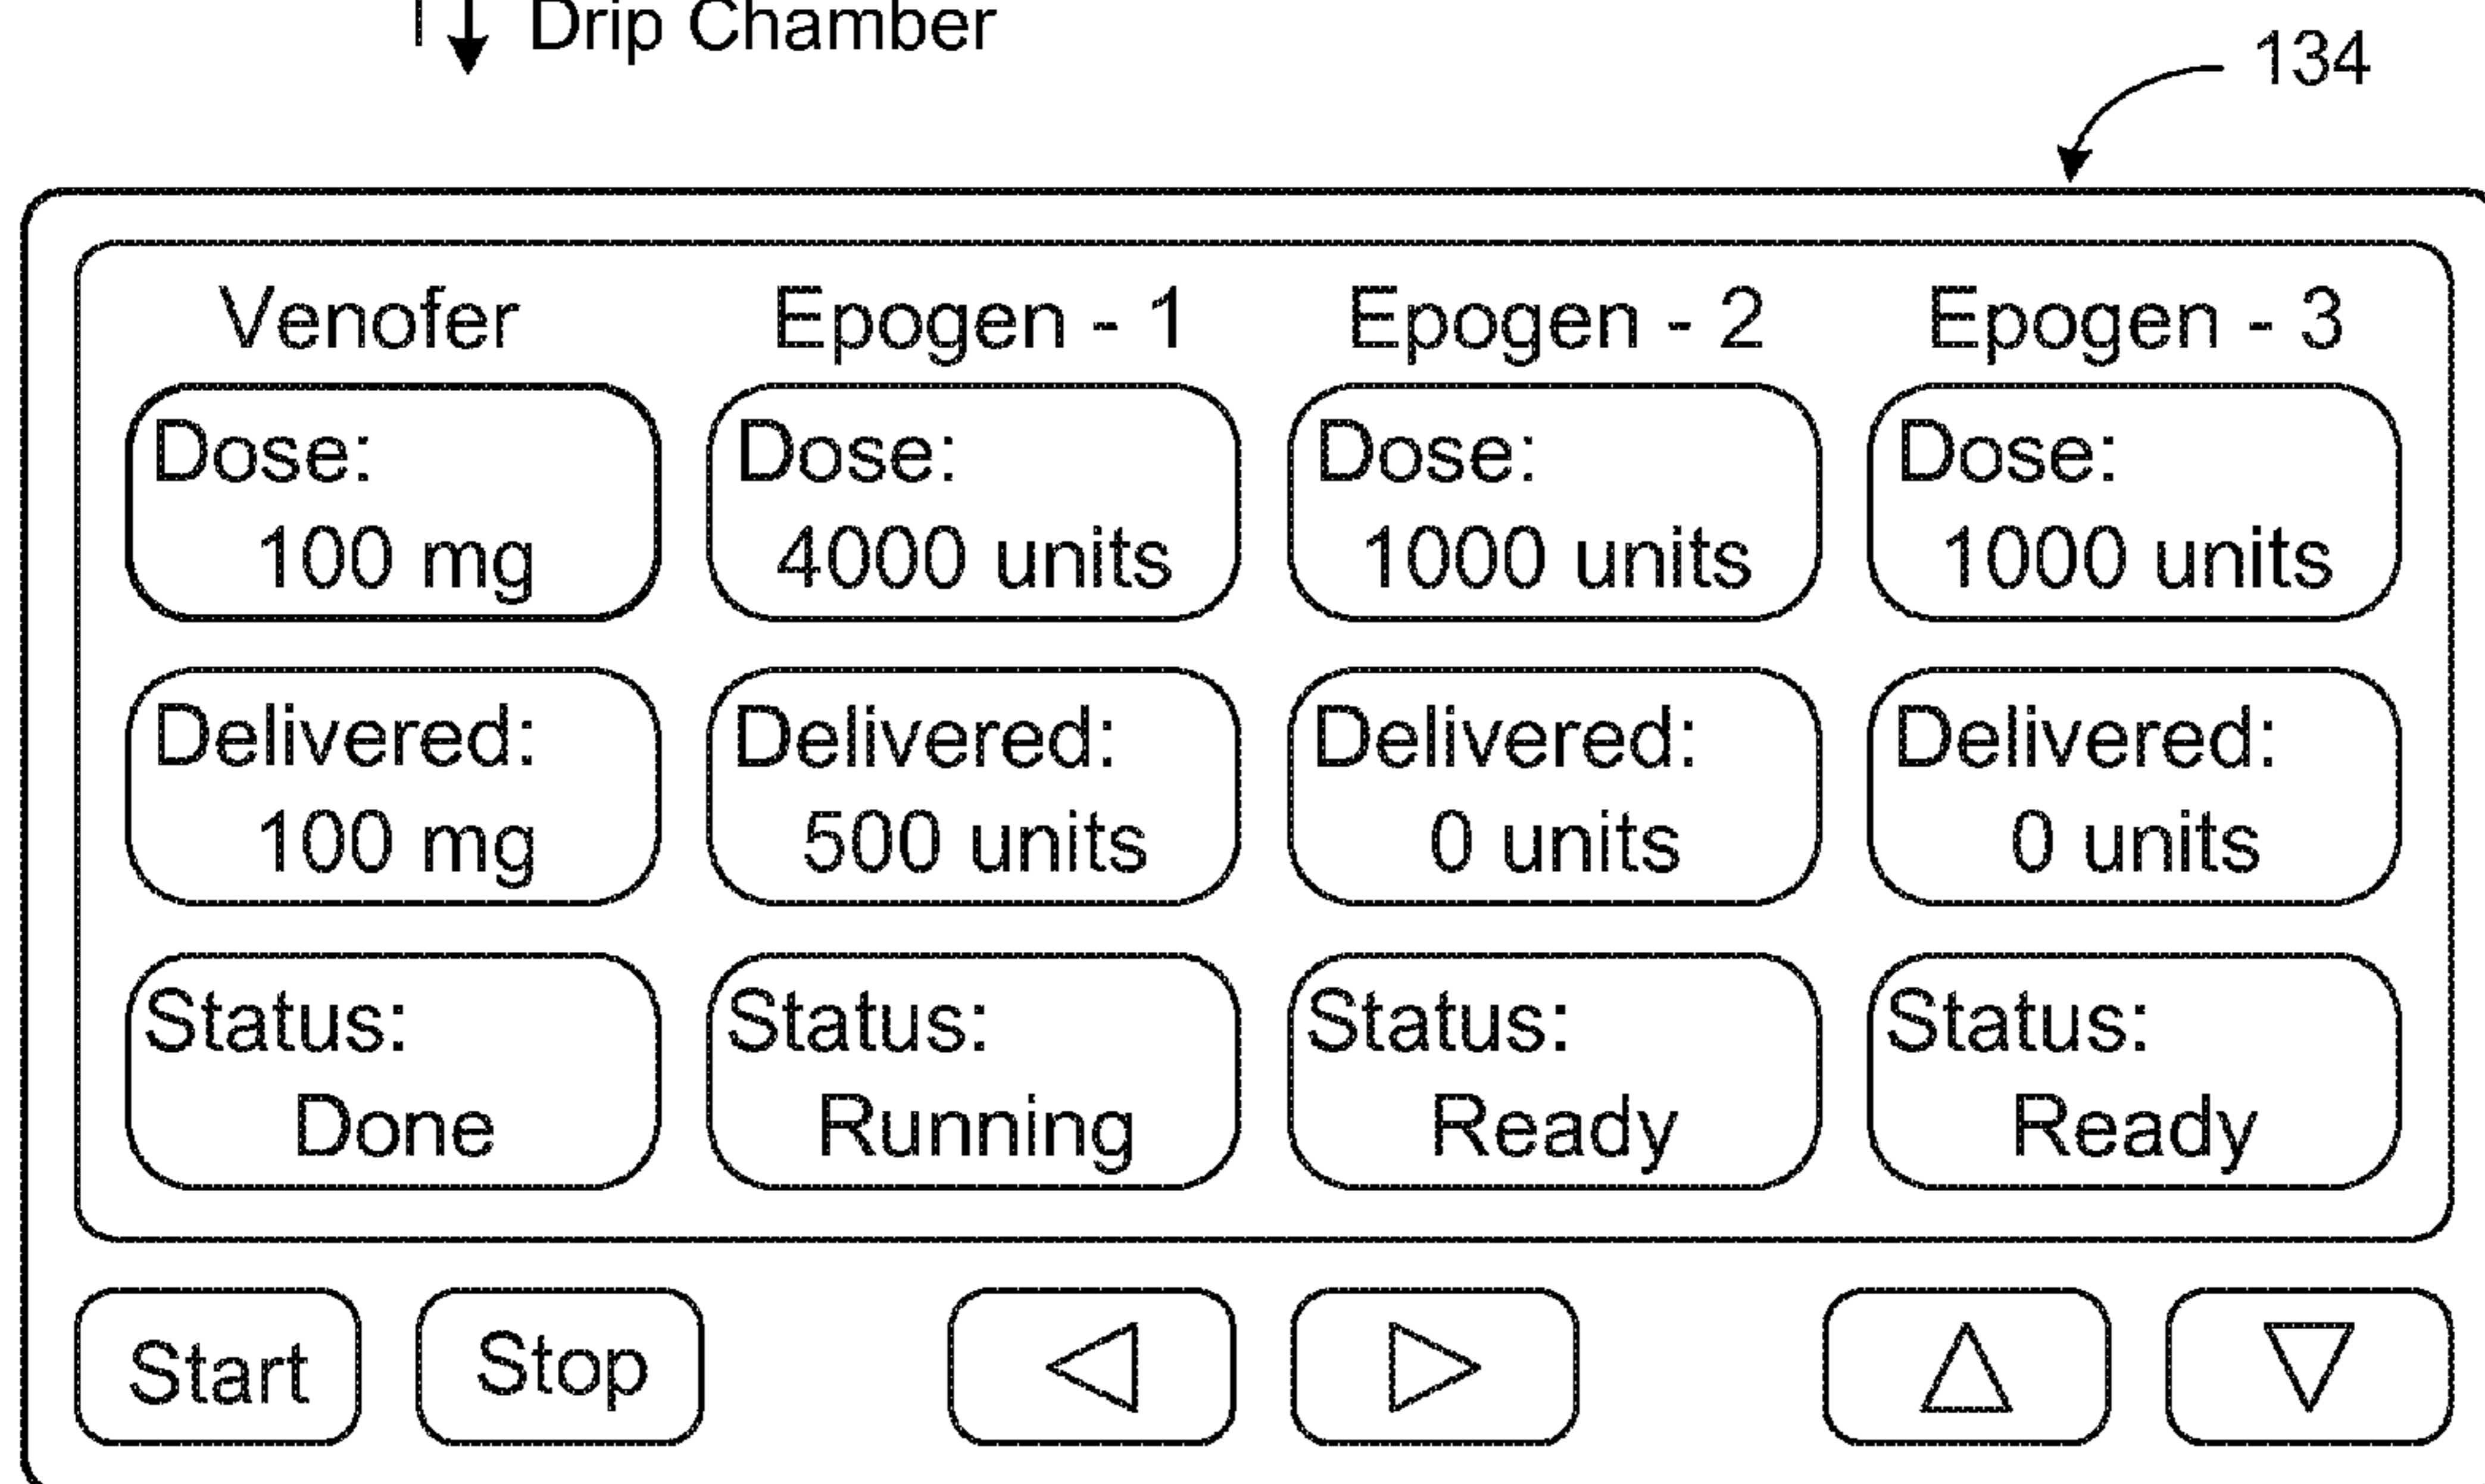 Drip Chamber
134
Venofer Epogen - 1 Epogen - 2 Epogen - 3
Dose: Dose: Dose: Dose:
100 mg 4000 units 1000 units 1000 units
Delivered: Delivered: Delivered: Delivered:
100 mg 500 units 0 units 0 units
Status: Status: Status: Status:
Done Running Ready Ready
Start Stop